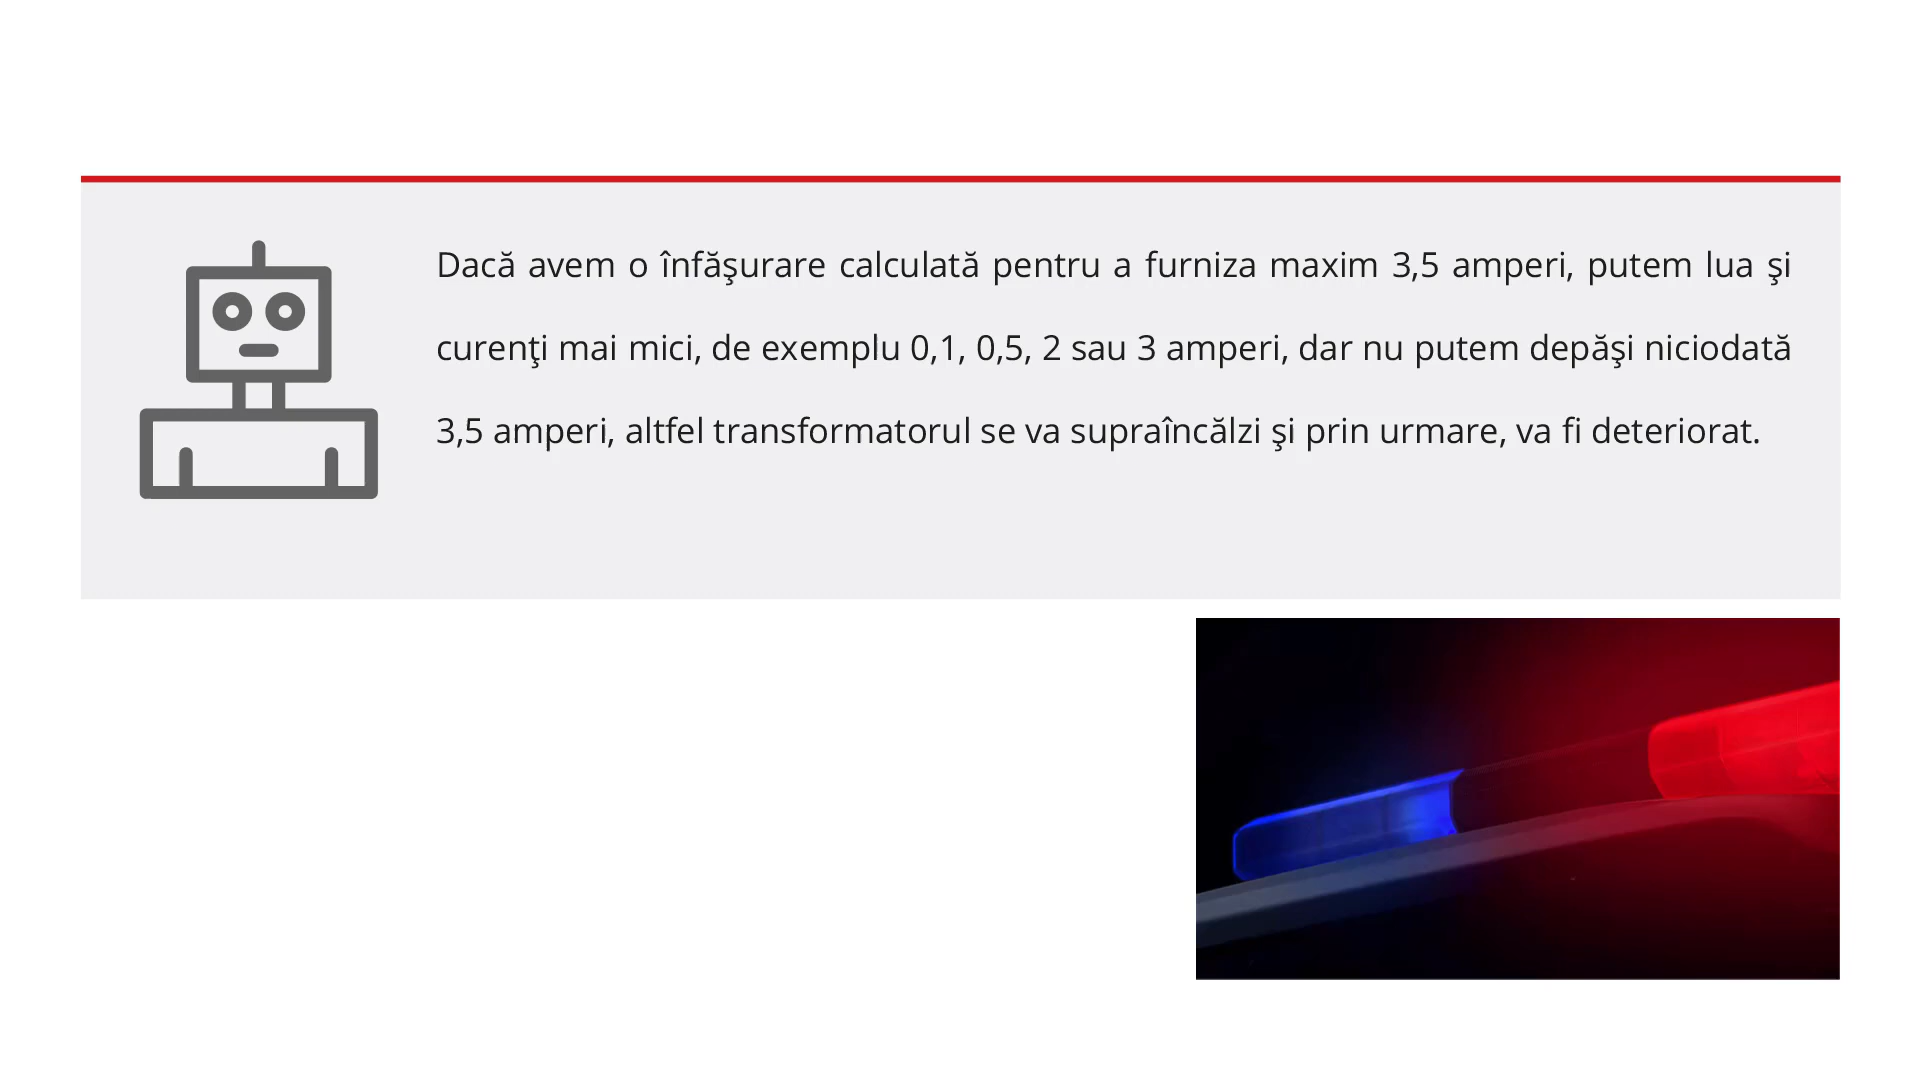 Dacă avem o înfăşurare calculată pentru a furniza maxim 3,5 amperi, putem lua şi
curenţi mai mici, de exemplu 0,1, 0,5, 2 sau 3 amperi, dar nu putem depăşi niciodată
3,5 amperi, altfel transformatorul se va supraîncălzi şi prin urmare, va fi deteriorat.